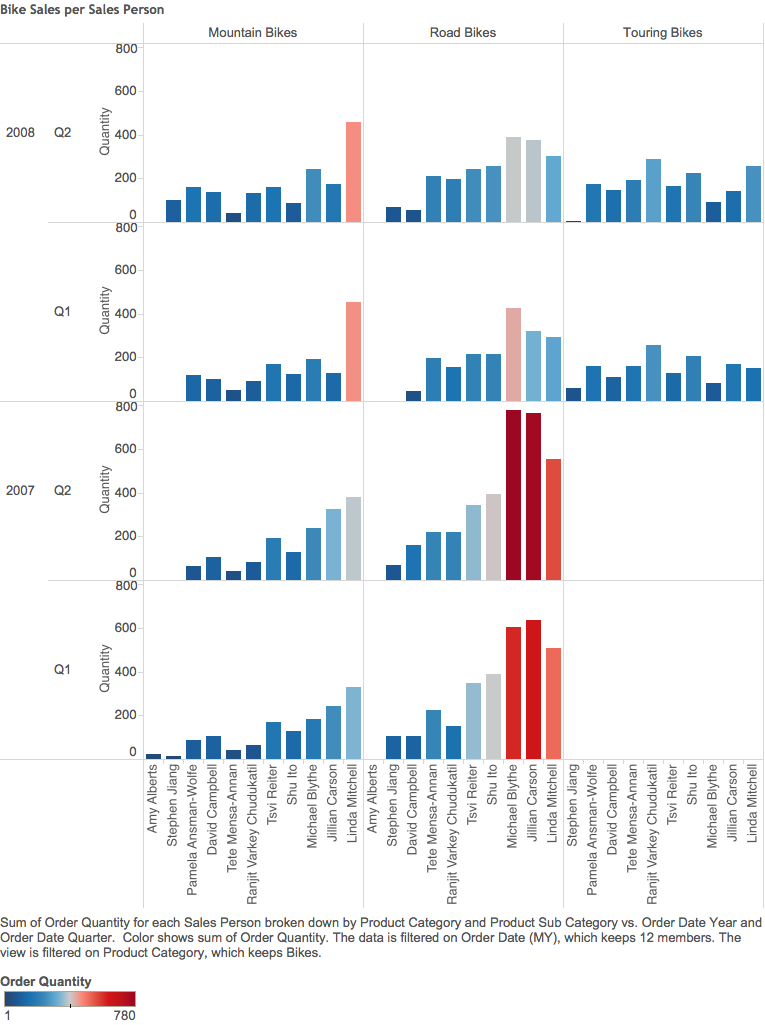 Bike Sales per Sales Person
Mountain Bikes Road Bikes Touring Bikes
2008 Q2 Quantity 800 600 400 200 0
Q1 Quantity 800 600 400 200 0
2007 Q2 Quantity 800 600 400 200 0
Q1 Quantity 800 600 400 200 0
Amy Alberts
Stephen Jiang
Pamela Ansman-Wolfe
David Campbell
Tete Mensa-Annan
Ranjit Varkey Chudukatil
Tsvi Reiter
Shu Ito
Michael Blythe
Jillian Carson
Linda Mitchell
Amy Alberts
Stephen Jiang
David Campbell
Tete Mensa-Annan
Ranjit Varkey Chudukatil
Tsvi Reiter
Shu Ito
Michael Blythe
Jillian Carson
Linda Mitchell
Stephen Jiang
Pamela Ansman-Wolfe
David Campbell
Tete Mensa-Annan
Ranjit Varkey Chudukatil
Tsvi Reiter
Shu Ito
Michael Blythe
Jillian Carson
Linda Mitchell
Sum of Order Quantity for each Sales Person broken down by Product Category and Product Sub Category vs. Order Date Year and
Order Date Quarter.  Color shows sum of Order Quantity. The data is filtered on Order Date (MY), which keeps 12 members. The
view is filtered on Product Category, which keeps Bikes.
Order Quantity
1 780